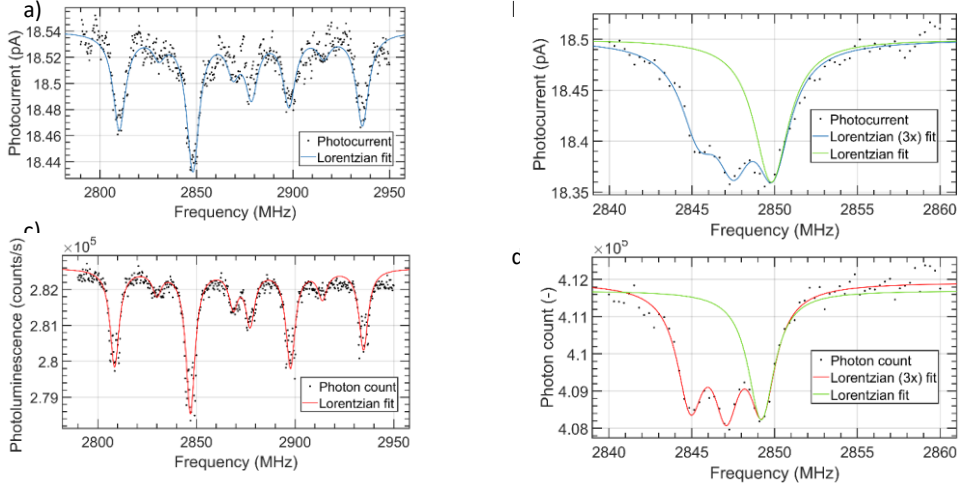 a)
18.54
18.52
18.5
18.48
18.46
18.44
Photocurrent (pA)
Photocurrent
Lorentzian fit
2800
2850
2900
2950
Frequency (MHz)
18.5
18.45
18.4
18.35
Photocurrent (pA)
Photocurrent
Lorentzian (3x) fit
Lorentzian fit
2840
2845
2850
2855
2860
Frequency (MHz)
c)
×10⁵
2.82
2.81
2.8
2.79
Photoluminescence (counts/s)
Photon count
Lorentzian fit
2800
2850
2900
2950
Frequency (MHz)
d
×10⁵
4.12
4.11
4.1
4.09
4.08
Photon count (-)
Photon count
Lorentzian (3x) fit
Lorentzian fit
2840
2845
2850
2855
2860
Frequency (MHz)